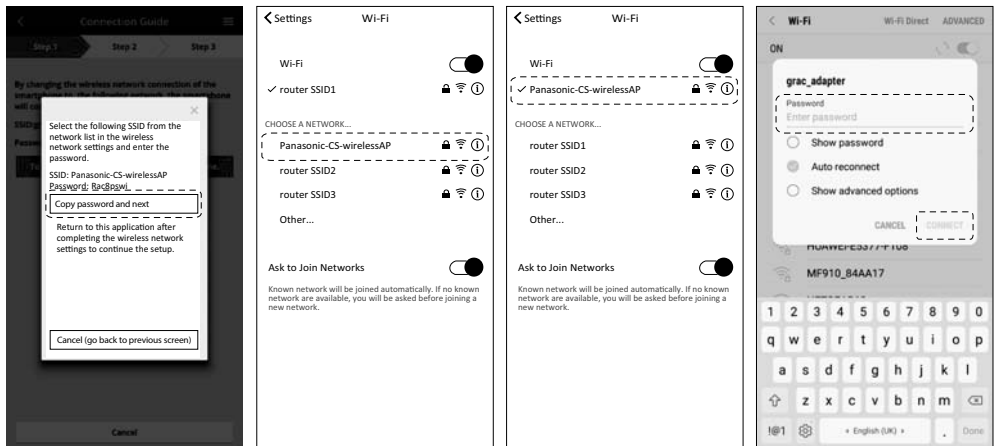 Connection Guide
Step 1
Step 2
Step 3
By changing the wireless network connection of the
Select the following SSID from the
network list in the wireless
network settings and enter the
password.
SSID: Panasonic-CS-wirelessAP
Password: Rac8pswj
Copy password and next
Return to this application after
completing the wireless network
settings to continue the setup.
Cancel (go back to previous screen)
Cancel
Settings
Wi-Fi
Wi-Fi
router SSID1
CHOOSE A NETWORK...
Panasonic-CS-wirelessAP
router SSID2
router SSID3
Other...
Ask to Join Networks
Known network will be joined automatically. If no known
network are available, you will be asked before joining a
new network.
Settings
Wi-Fi
Wi-Fi
Panasonic-CS-wirelessAP
CHOOSE A NETWORK...
router SSID1
router SSID2
router SSID3
Other...
Ask to Join Networks
Known network will be joined automatically. If no known
network are available, you will be asked before joining a
new network.
Wi-Fi
Wi-Fi Direct
ADVANCED
ON
grac_adapter
Password
Enter password
Show password
Auto reconnect
Show advanced options
CANCEL
CONNECT
MF910_84AA17
1 2 3 4 5 6 7 8 9 0
q w e r t y u i o p
a s d f g h j k l
z x c v b n m
!@1
English (UK)
.
Done